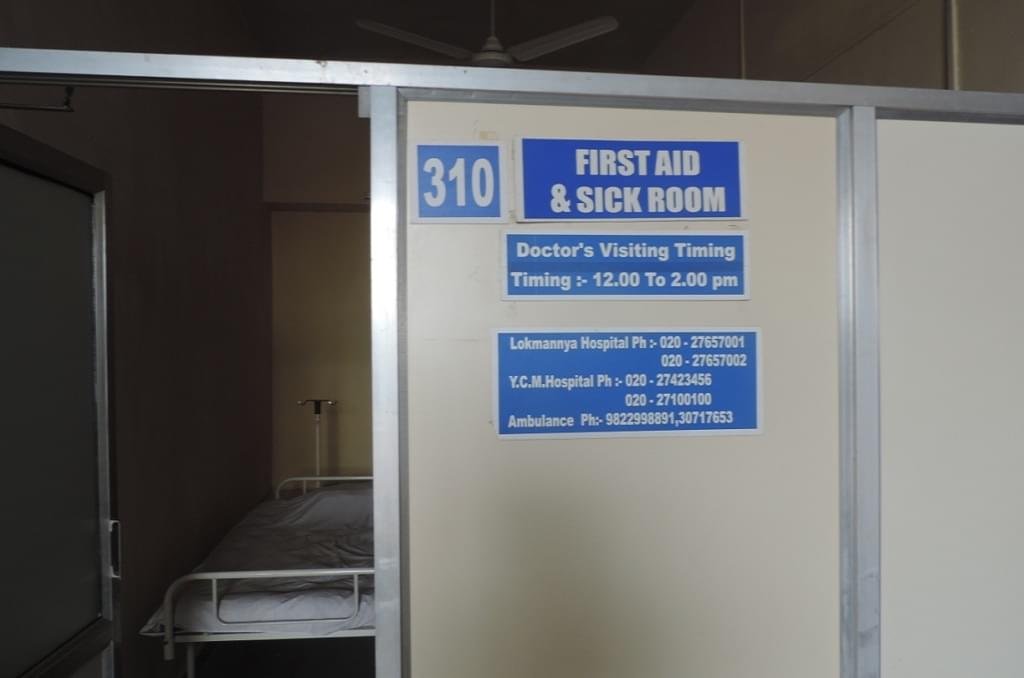 310
FIRST AID
& SICK ROOM
Doctor's Visiting Timing
Timing :- 12.00 To 2.00 pm
Lokmannya Hospital Ph :- 020 - 27657001
020 - 27657002
Y.C.M.Hospital Ph :- 020 - 27423456
020 - 27100100
Ambulance Ph:- 9822998891,30717653